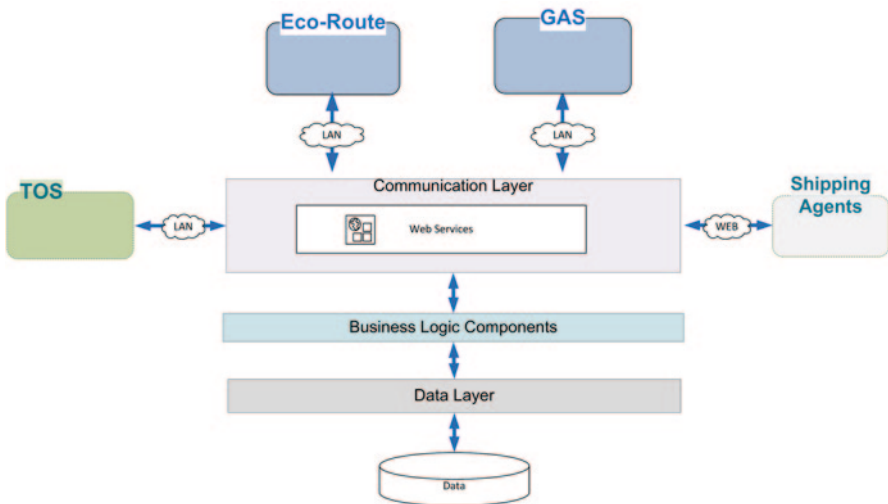 Eco-Route
GAS
LAN
LAN
TOS
LAN
Communication Layer
Web Services
WEB
Shipping
Agents
Business Logic Components
Data Layer
Data